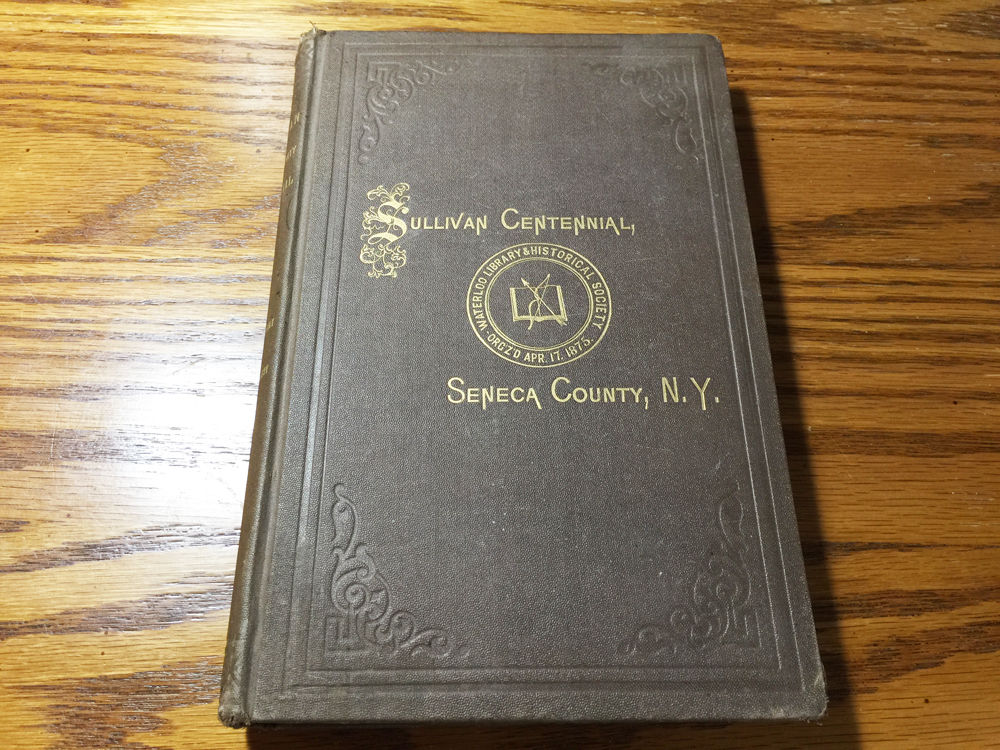 Sullivan Centennial,
WATERLOO LIBRARY & HISTORICAL SOCIETY
ORG'Z'D APR. 17. 1875.
Seneca County, N.Y.